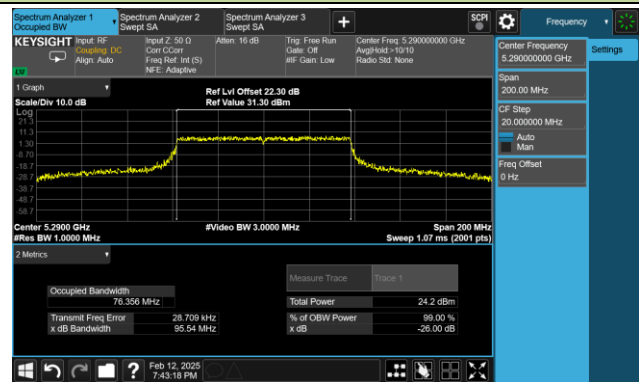 Spectrum Analyzer 1
Occupied BW
Spectrum Analyzer 2
Swept SA
Spectrum Analyzer 3
Swept SA
+
SCPI
Frequency
KEYSIGHT
LXI
Input: RF
Coupling: DC
Align: Auto
Input Z: 50 Ω
Corr CCorr
Freq Ref: Int (S)
NFE: Adaptive
Atten: 16 dB
Trig: Free Run
Gate: Off
#IF Gain: Low
Center Freq: 5.290000000 GHz
Avg|Hold:>10/10
Radio Std: None
Center Frequency
5.290000000 GHz
Settings
Span
200.00 MHz
CF Step
20.000000 MHz
Auto
Man
Freq Offset
0 Hz
1 Graph
Scale/Div 10.0 dB
Ref Lvl Offset 22.30 dB
Ref Value 31.30 dBm
Log
21.3
11.3
1.30
-8.70
-18.7
-28.7
-38.7
-48.7
-58.7
Center 5.2900 GHz
#Video BW 3.0000 MHz
Span 200 MHz
#Res BW 1.0000 MHz
Sweep 1.07 ms (2001 pts)
2 Metrics
Measure Trace
Trace 1
Occupied Bandwidth
76.356 MHz
Total Power
24.2 dBm
Transmit Freq Error
28.709 kHz
% of OBW Power
99.00 %
x dB Bandwidth
95.54 MHz
x dB
-26.00 dB
?
Feb 12, 2025
7:43:18 PM